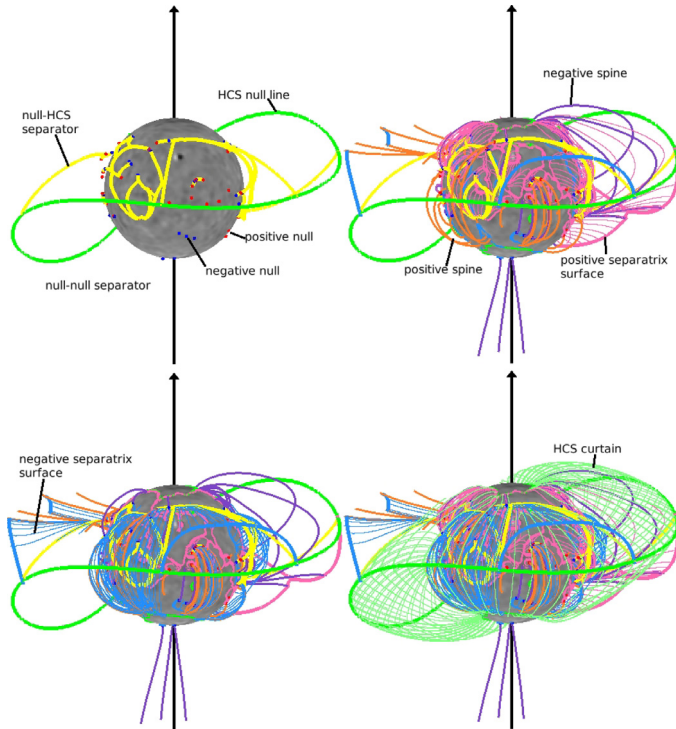 HCS null line
null-HCS
separator
positive null
negative null
null-null separator
negative spine
positive spine
positive separatrix
surface
negative separatrix
surface
HCS curtain